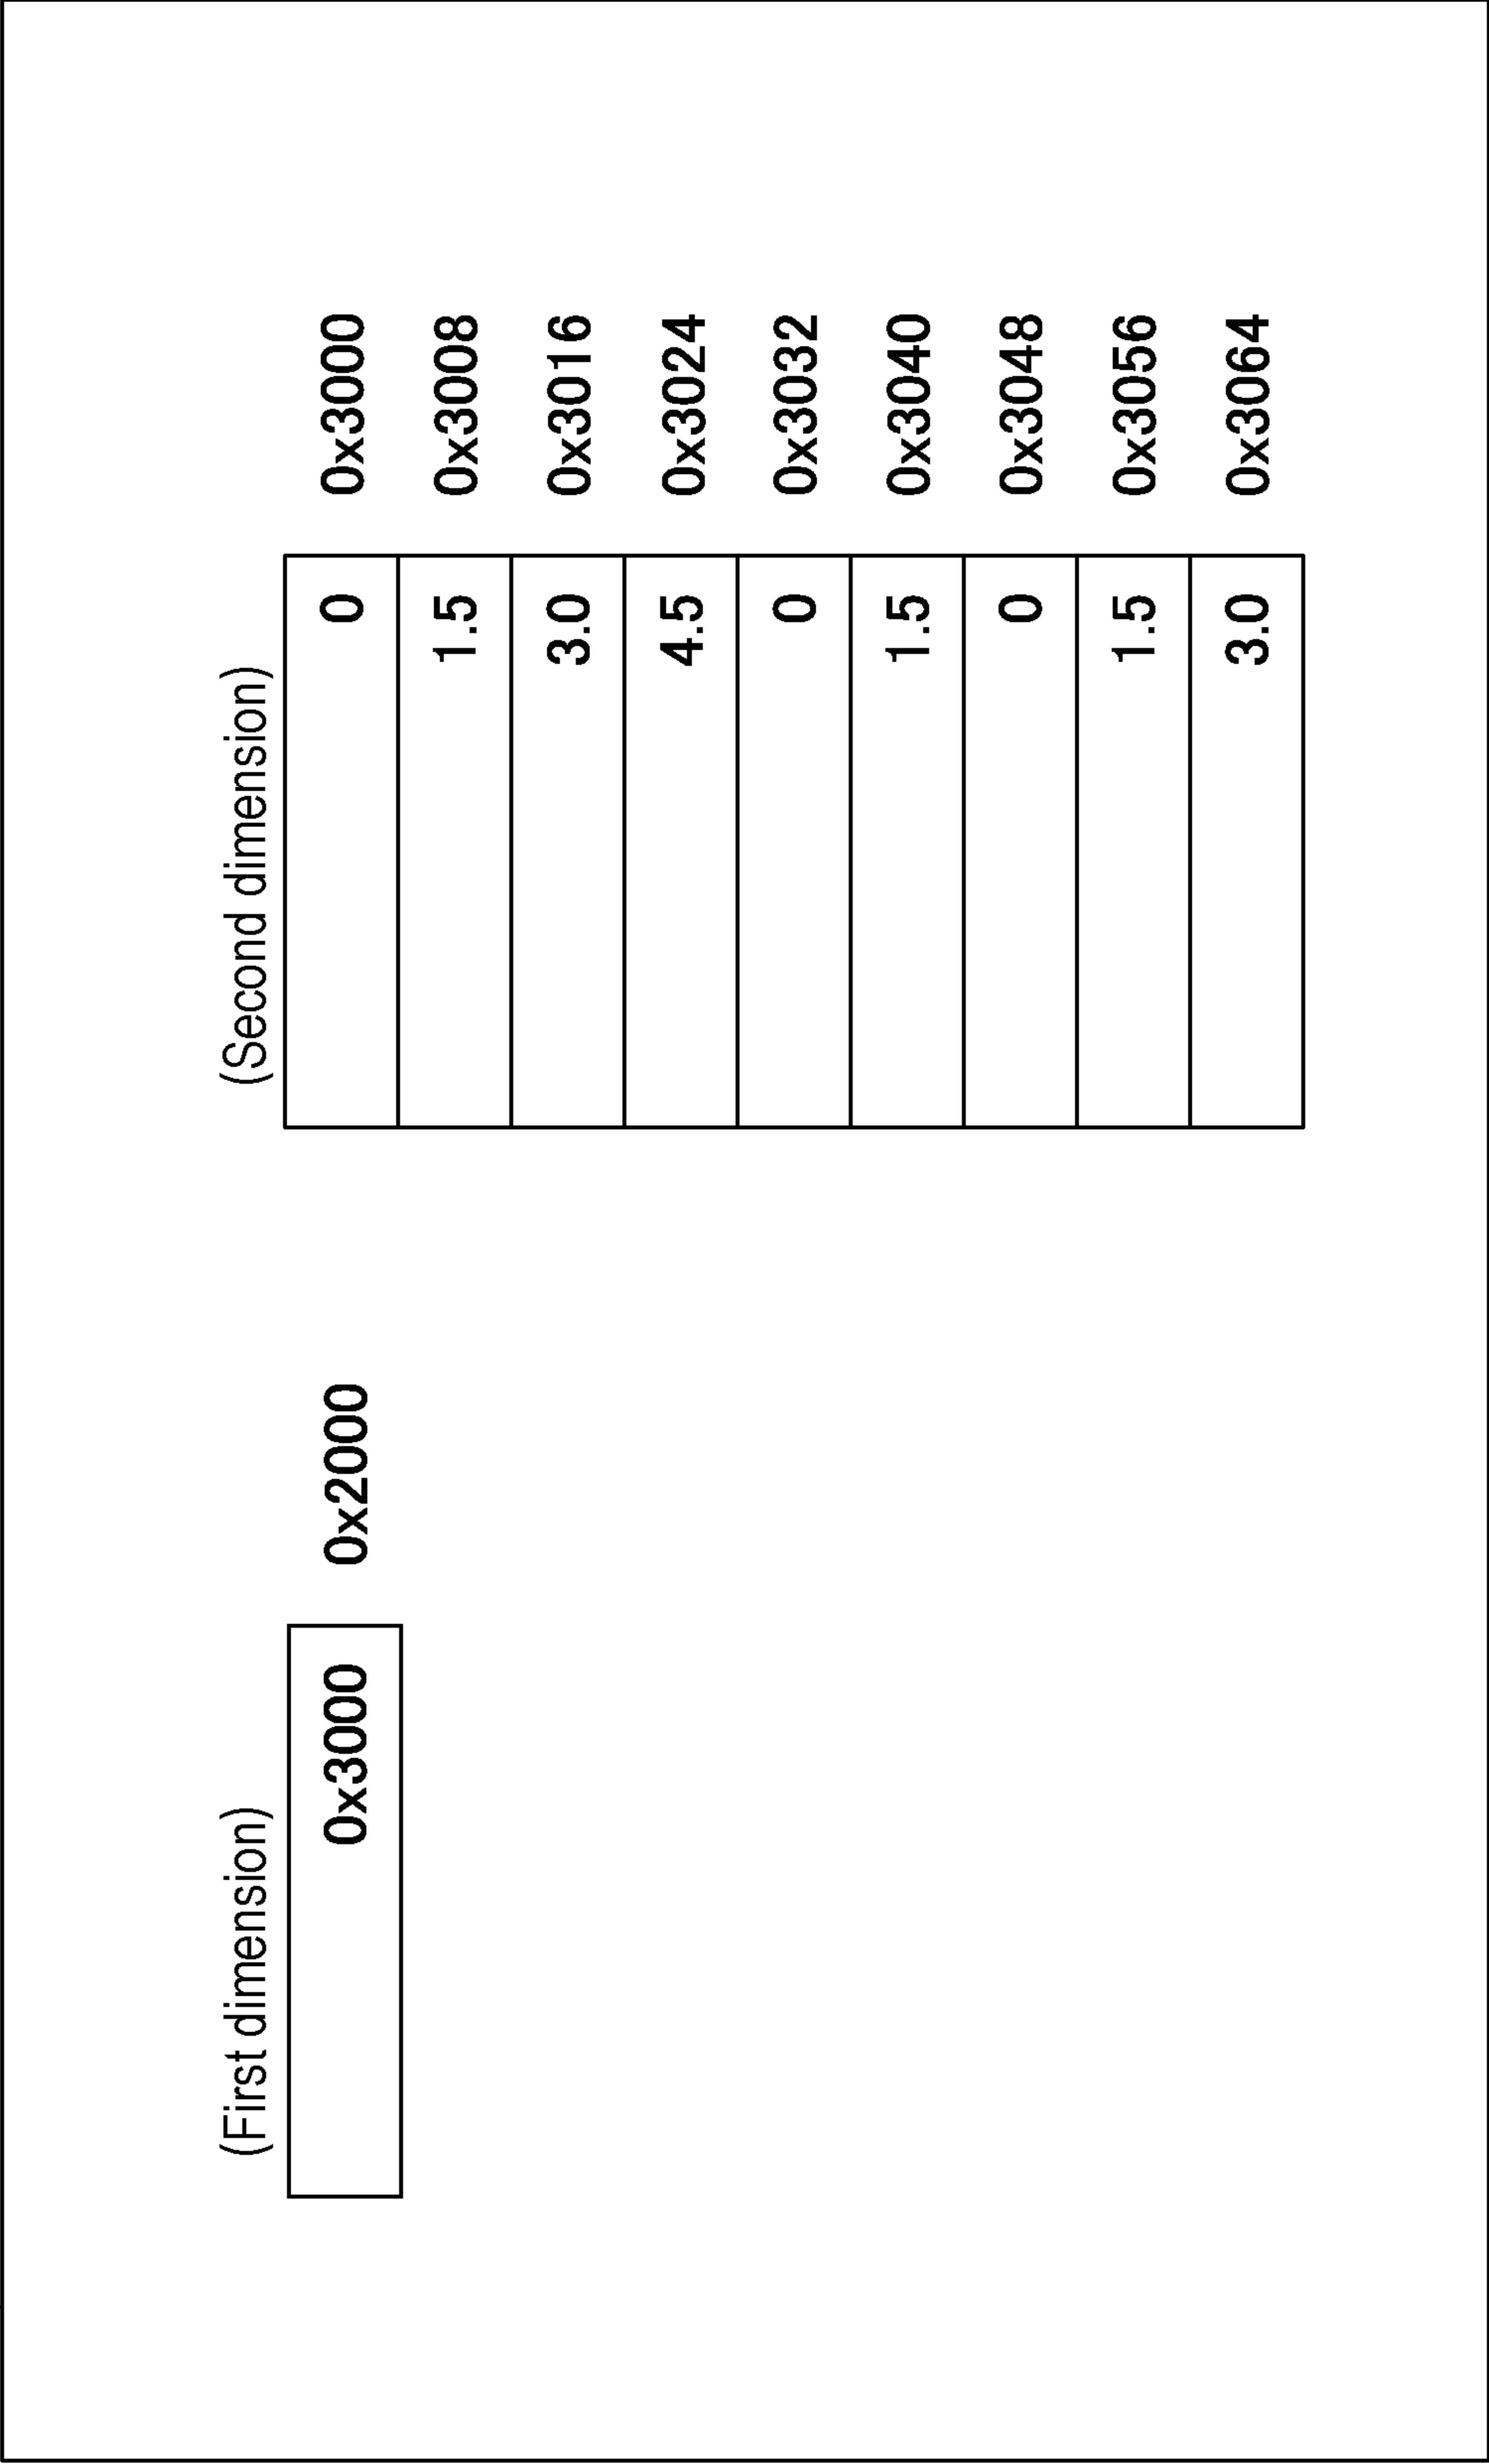 (First dimension) (Second dimension)
0x3000 0x2000 0 0x3000
1.5 0x3008
3.0 0x3016
4.5 0x3024
0 0x3032
1.5 0x3040
0 0x3048
1.5 0x3056
3.0 0x3064